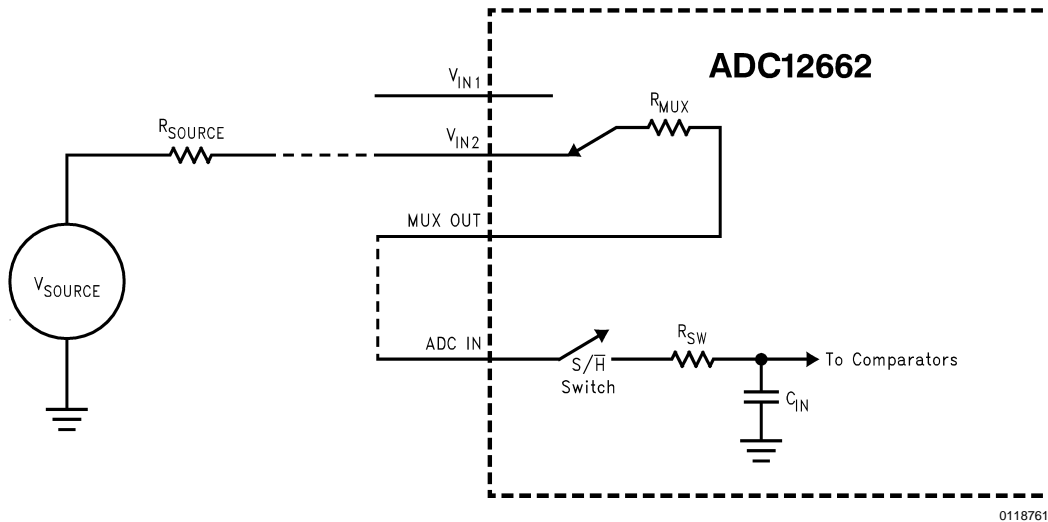 ADC12662
V_IN1
R_MUX
R_SOURCE
V_IN2
MUX OUT
V_SOURCE
ADC IN
R_SW
S/H̅
Switch
To Comparators
C_IN
0118761